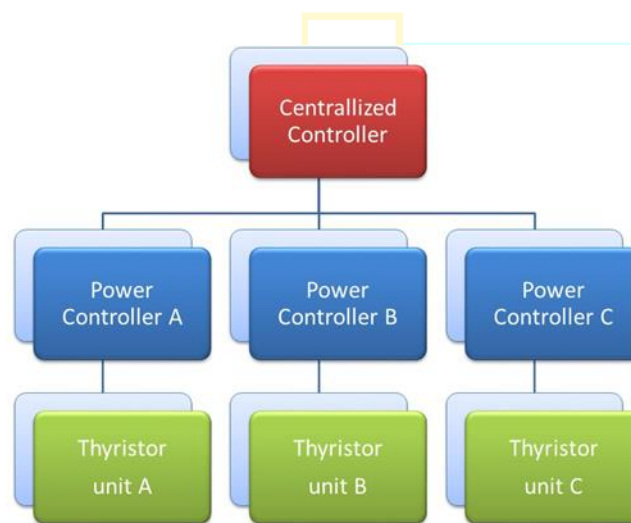 Centrallized
Controller
Power
Controller A
Power
Controller B
Power
Controller C
Thyristor
unit A
Thyristor
unit B
Thyristor
unit C